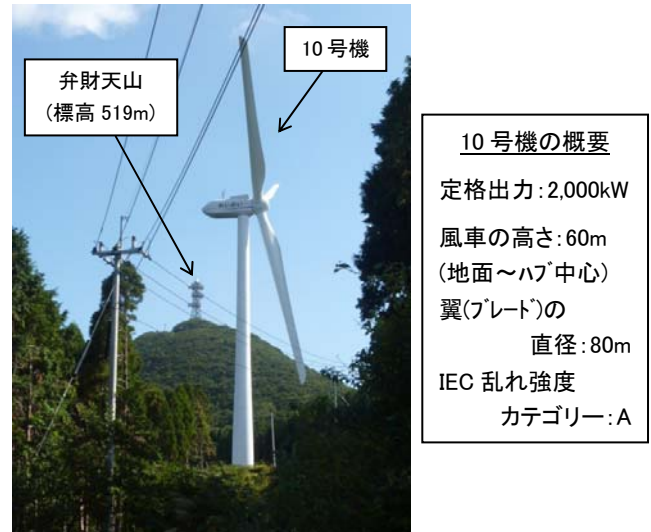 10 号機
弁財天山
(標高 519m)
10 号機の概要
定格出力:2,000kW
風車の高さ:60m
(地面～ハブ中心)
翼(ブレード)の
直径:80m
IEC 乱れ強度
カテゴリー:A